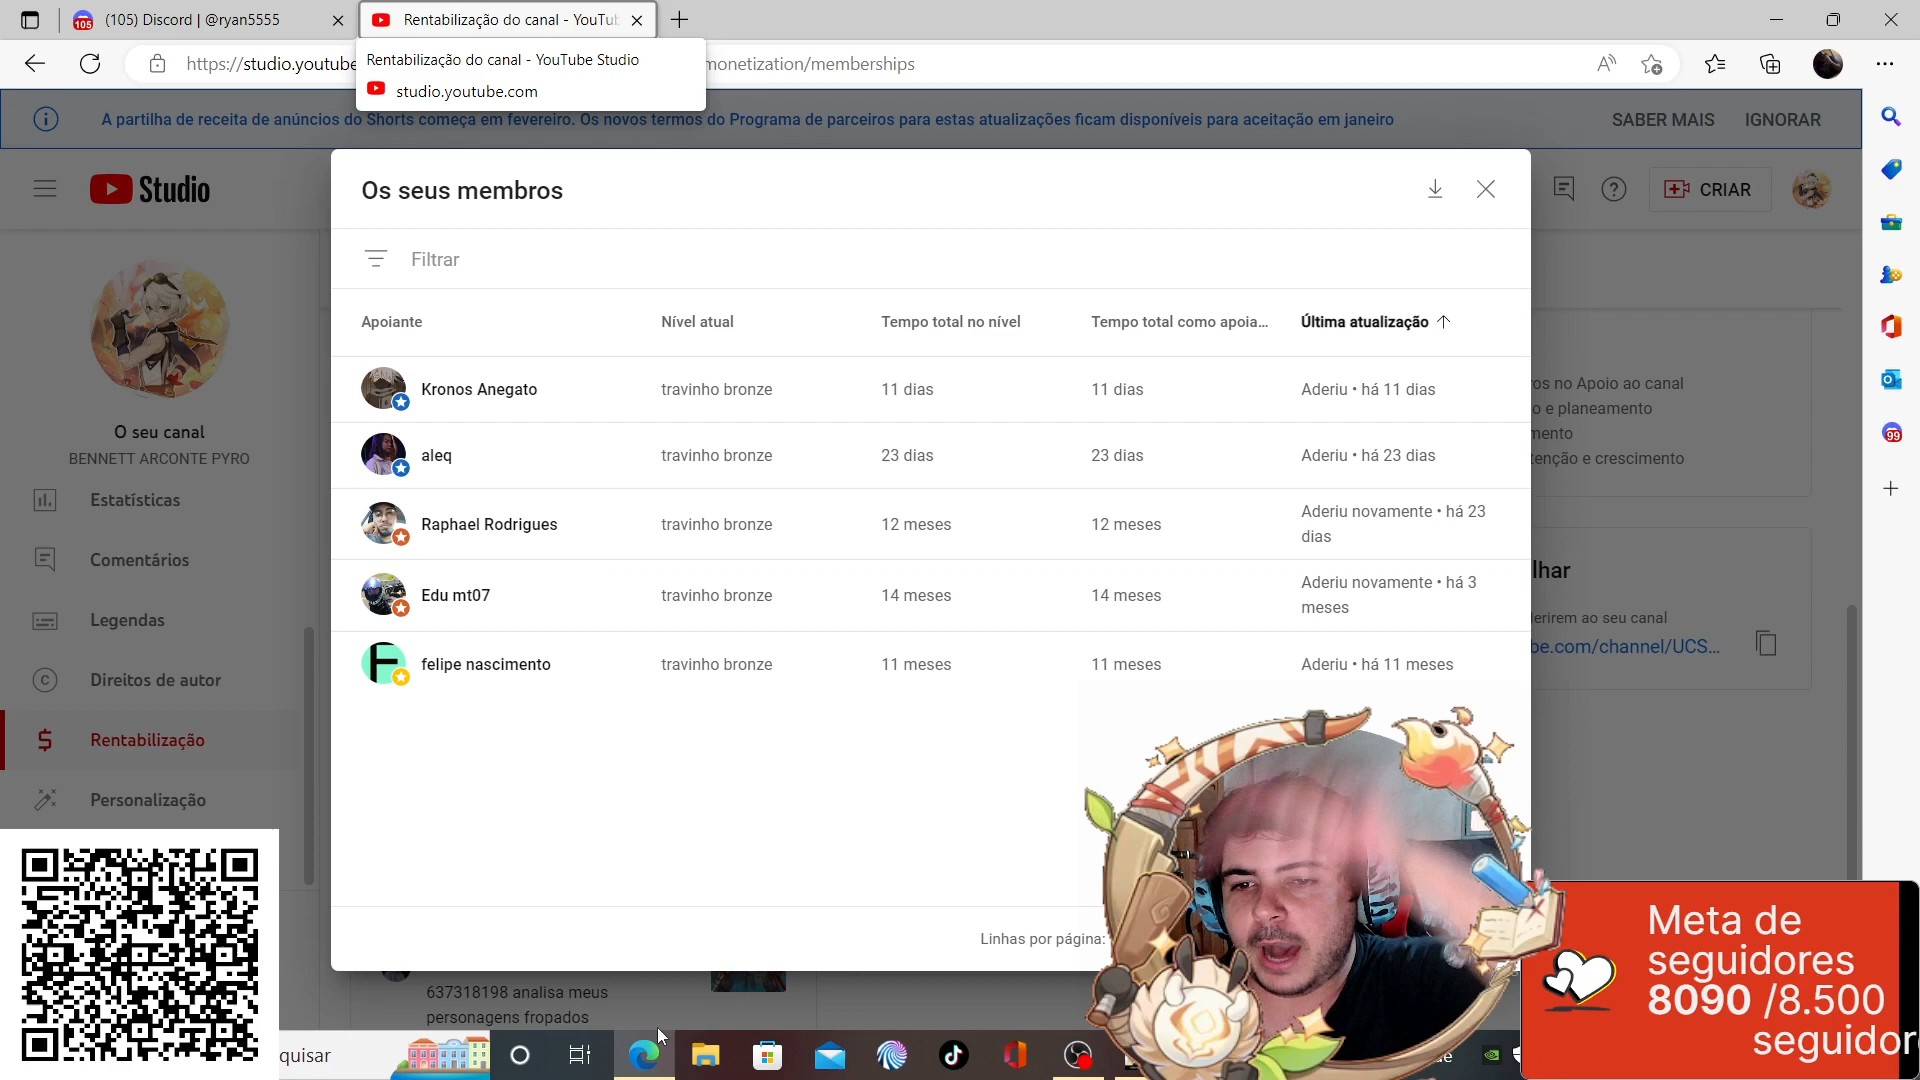 (105) Discord | @ryan5555
Rentabilização do canal - YouTub
https://studio.youtube
monetization/memberships
Rentabilização do canal - YouTube Studio
studio.youtube.com
A partilha de receita de anúncios do Shorts começa em fevereiro. Os novos termos do Programa de parceiros para estas atualizações ficam disponíveis para aceitação em janeiro
SABER MAIS
IGNORAR
Studio
CRIAR
Os seus membros
Filtrar
Apoiante
Nível atual
Tempo total no nível
Tempo total como apoia...
Última atualização
Kronos Anegato
travinho bronze
11 dias
11 dias
Aderiu • há 11 dias
aleq
travinho bronze
23 dias
23 dias
Aderiu • há 23 dias
Raphael Rodrigues
travinho bronze
12 meses
12 meses
Aderiu novamente • há 23
dias
Edu mt07
travinho bronze
14 meses
14 meses
Aderiu novamente • há 3
meses
felipe nascimento
travinho bronze
11 meses
11 meses
Aderiu • há 11 meses
Linhas por página:
O seu canal
BENNETT ARCONTE PYRO
Estatísticas
Comentários
Legendas
Direitos de autor
Rentabilização
Personalização
os no Apoio ao canal
o e planeamento
mento
enção e crescimento
lhar
erirem ao seu canal
be.com/channel/UCS...
99
637318198 analisa meus
personagens fropados
quisar
Meta de
seguidores
8090 /8.500
seguidor